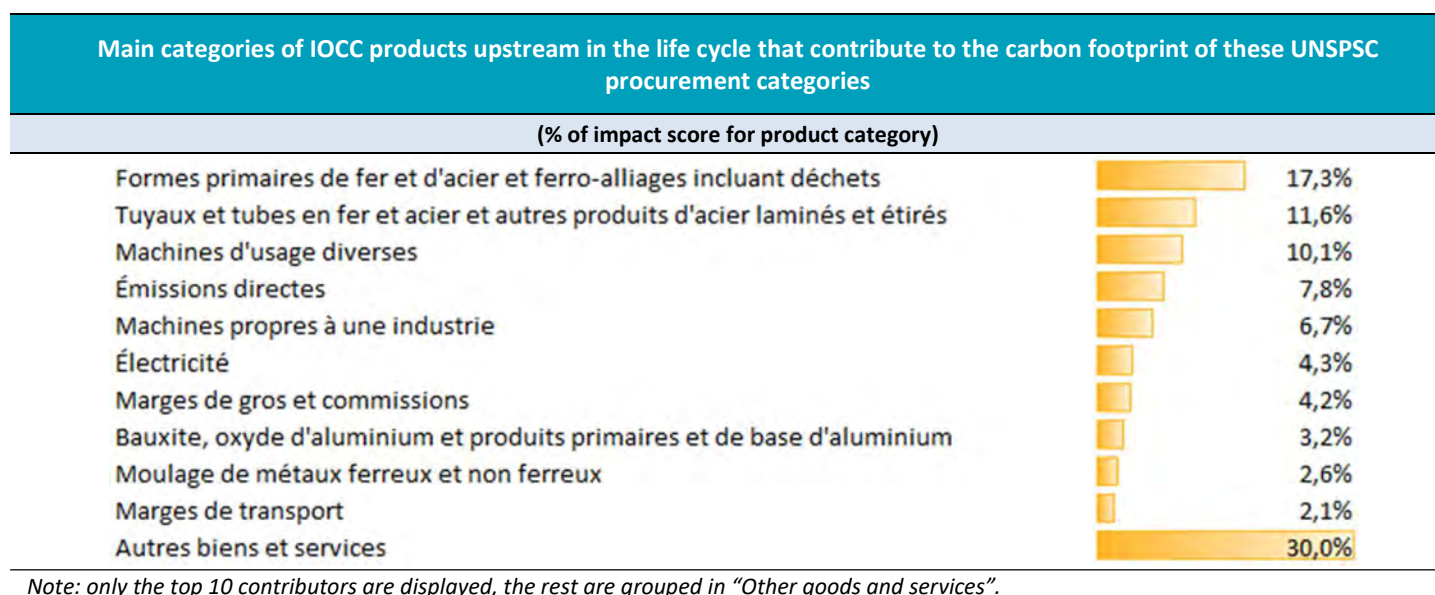 Main categories of IOCC products upstream in the life cycle that contribute to the carbon footprint of these UNSPSC
procurement categories
(% of impact score for product category)
Formes primaires de fer et d'acier et ferro-alliages incluant déchets 17,3%
Tuyaux et tubes en fer et acier et autres produits d'acier laminés et étirés 11,6%
Machines d'usage diverses 10,1%
Émissions directes 7,8%
Machines propres à une industrie 6,7%
Électricité 4,3%
Marges de gros et commissions 4,2%
Bauxite, oxyde d'aluminium et produits primaires et de base d'aluminium 3,2%
Moulage de métaux ferreux et non ferreux 2,6%
Marges de transport 2,1%
Autres biens et services 30,0%
Note: only the top 10 contributors are displayed, the rest are grouped in “Other goods and services”.